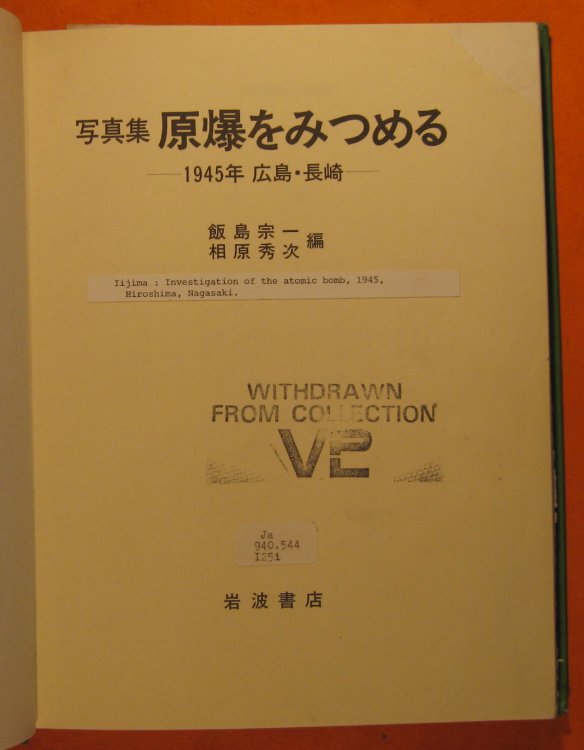 写真集 原爆をみつめる
1945年 広島・長崎
飯島宗一
相原秀次 編
Iijima : Investigation of the atomic bomb, 1945,
Hiroshima, Nagasaki.
WITHDRAWN
FROM COLLECTION
VPL
Ja
940.544
I25i
岩波書店